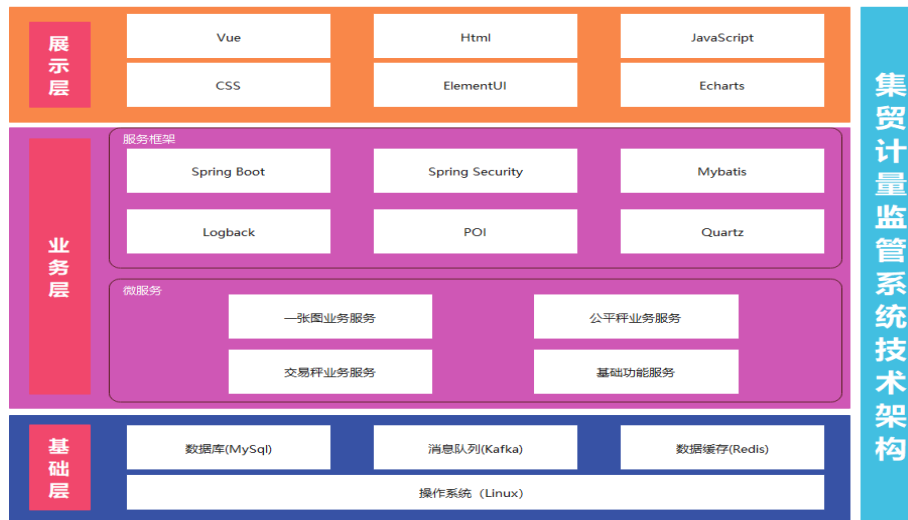 展示层
Vue
Html
JavaScript
CSS
ElementUI
Echarts
业务层
服务框架
Spring Boot
Spring Security
Mybatis
Logback
POI
Quartz
微服务
一张图业务服务
公平秤业务服务
交易秤业务服务
基础功能服务
基础层
数据库(MySql)
消息队列(Kafka)
数据缓存(Redis)
操作系统（Linux）
集贸计量监管系统技术架构